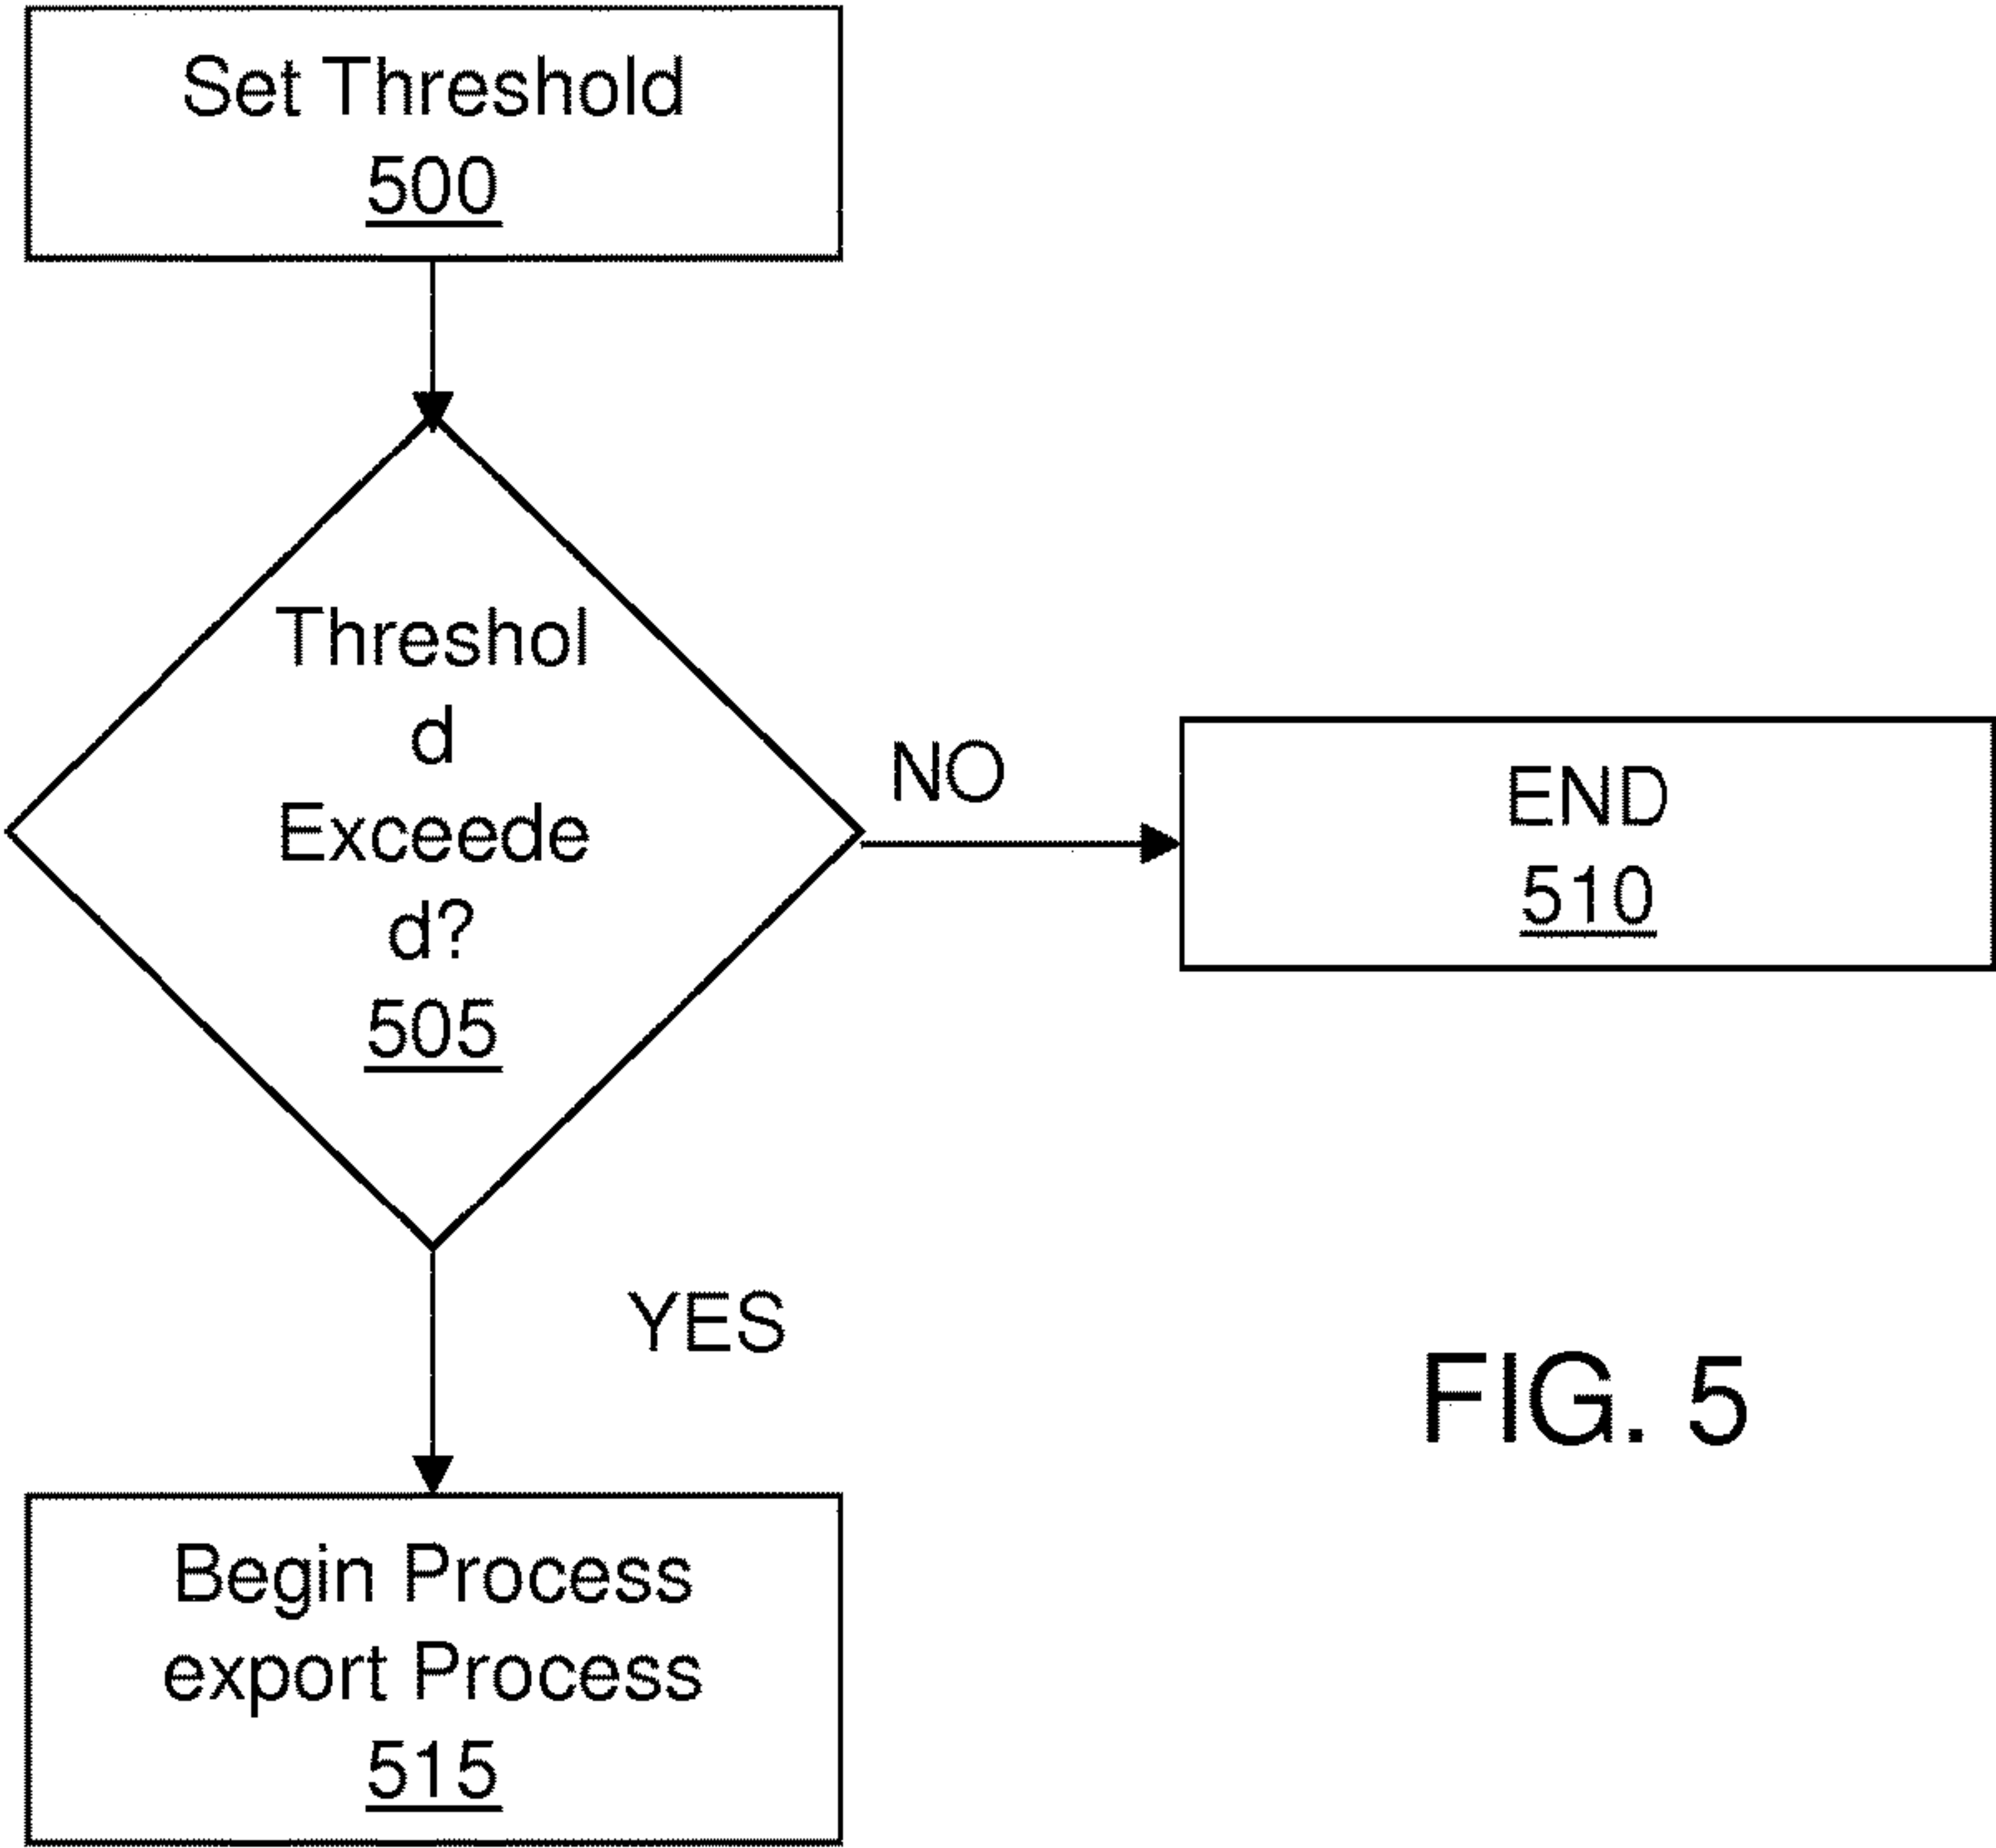 Set Threshold
500
Threshol
d
Exceede
d?
505
NO
END
510
YES
FIG. 5
Begin Process
export Process
515